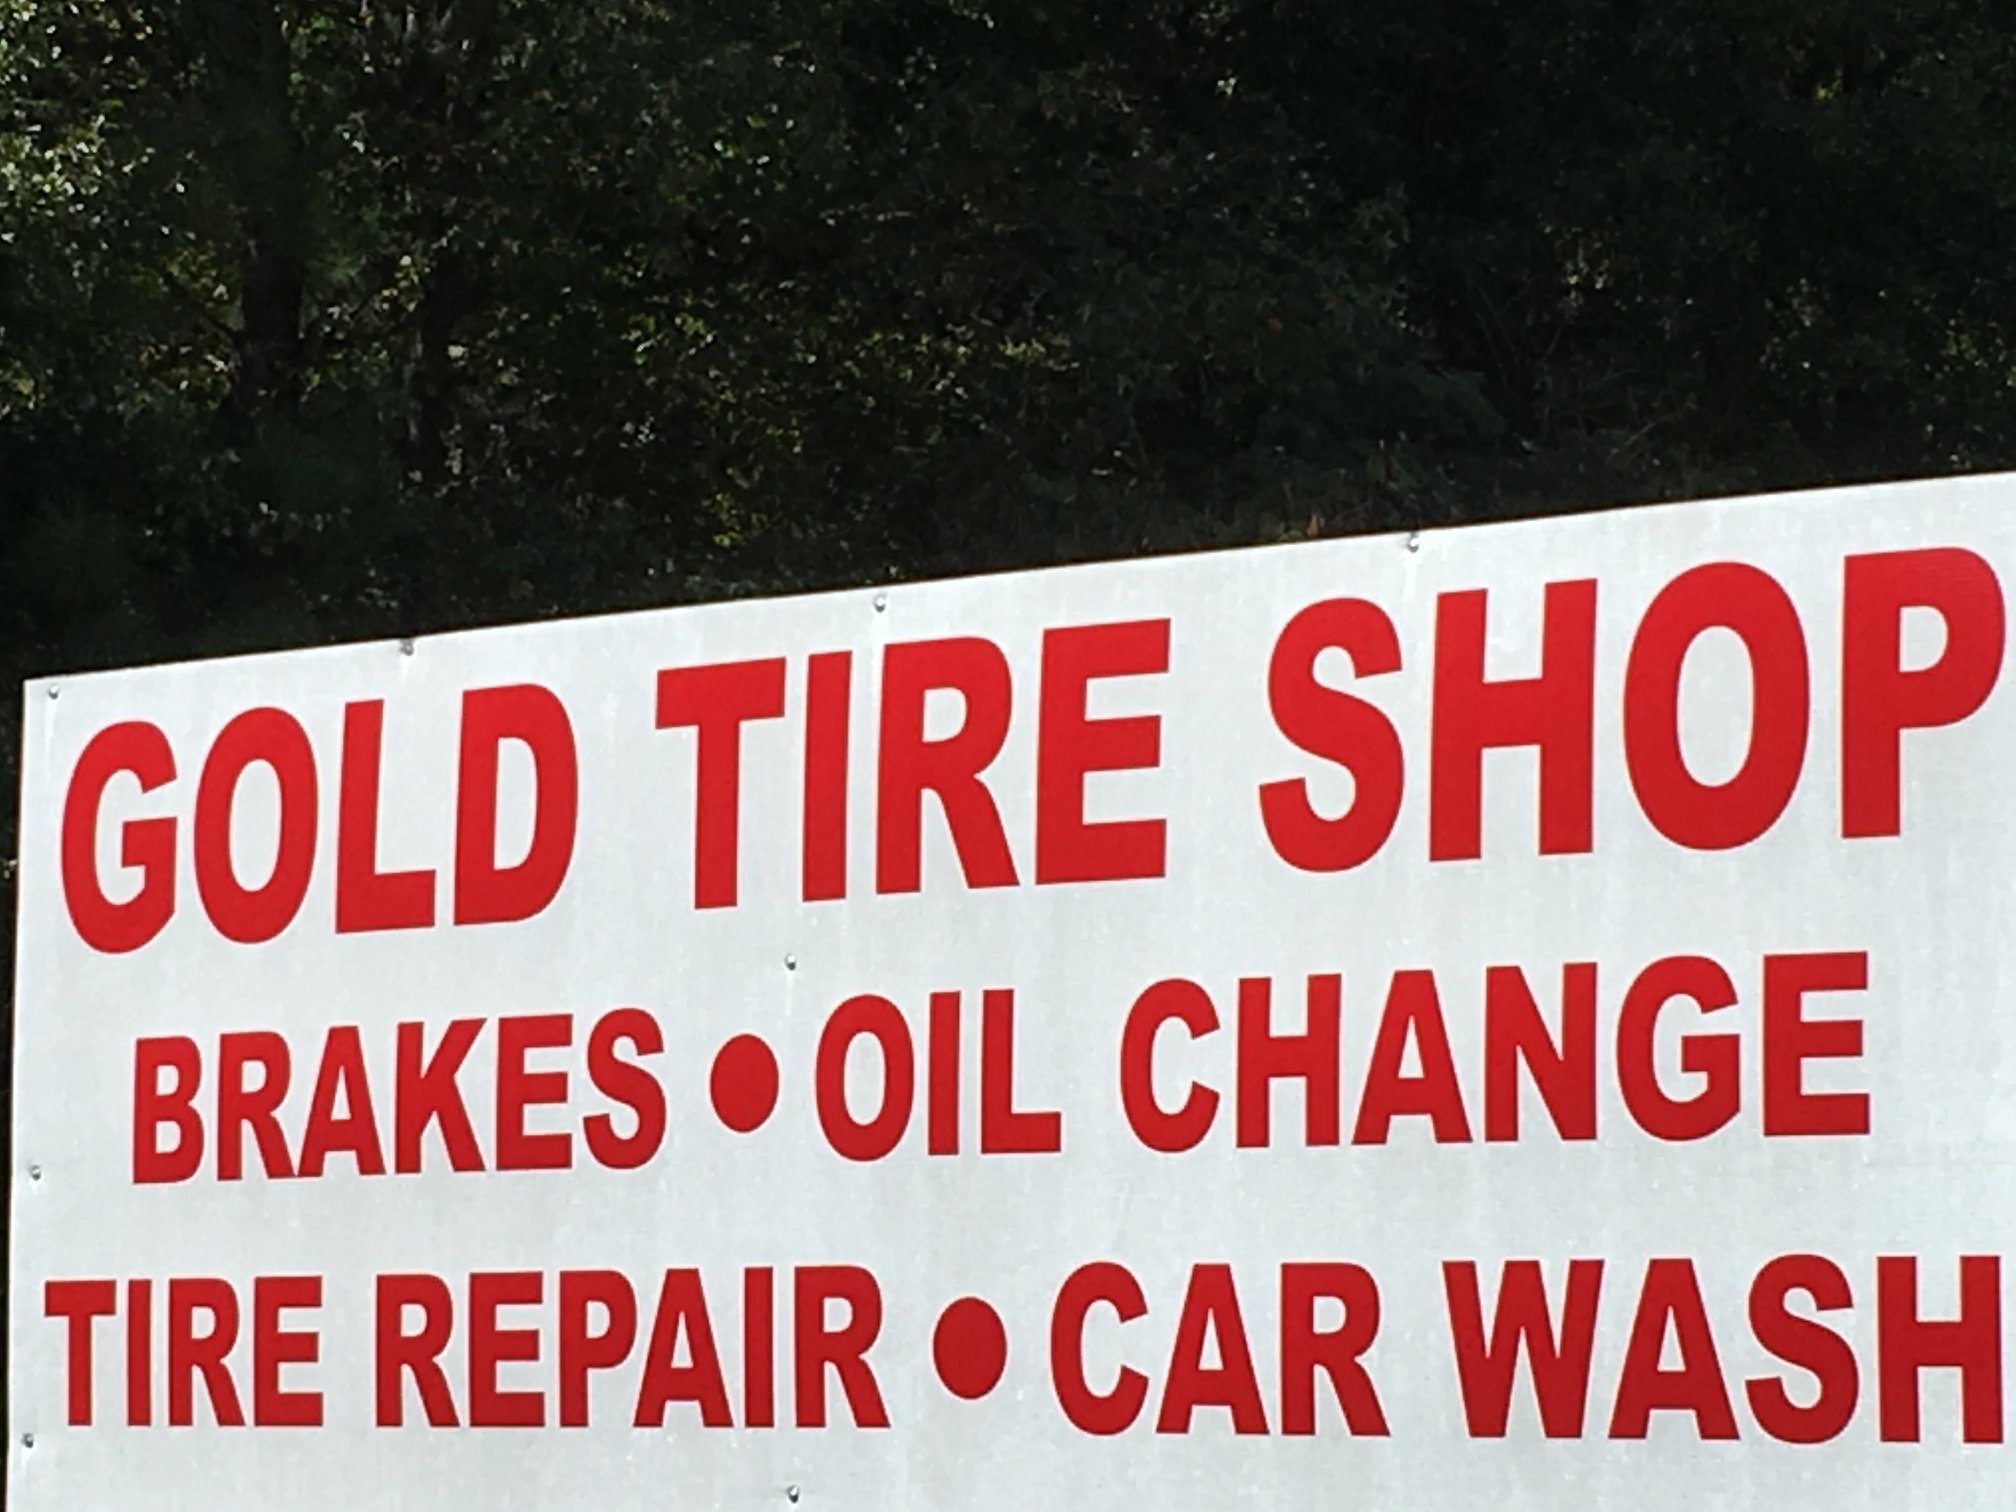 GOLD TIRE SHOP
BRAKES • OIL CHANGE
TIRE REPAIR • CAR WASH